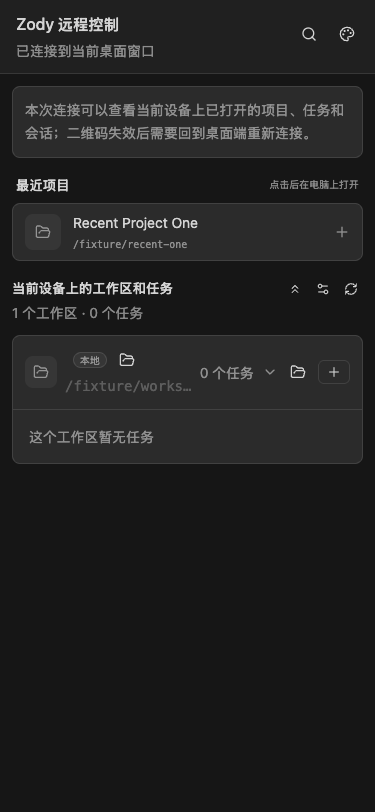 Zody 远程控制
已连接到当前桌面窗口
本次连接可以查看当前设备上已打开的项目、任务和
会话；二维码失效后需要回到桌面端重新连接。
最近项目
点击后在电脑上打开
Recent Project One
/fixture/recent-one
当前设备上的工作区和任务
1 个工作区 · 0 个任务
本地
/fixture/works…
0 个任务
这个工作区暂无任务